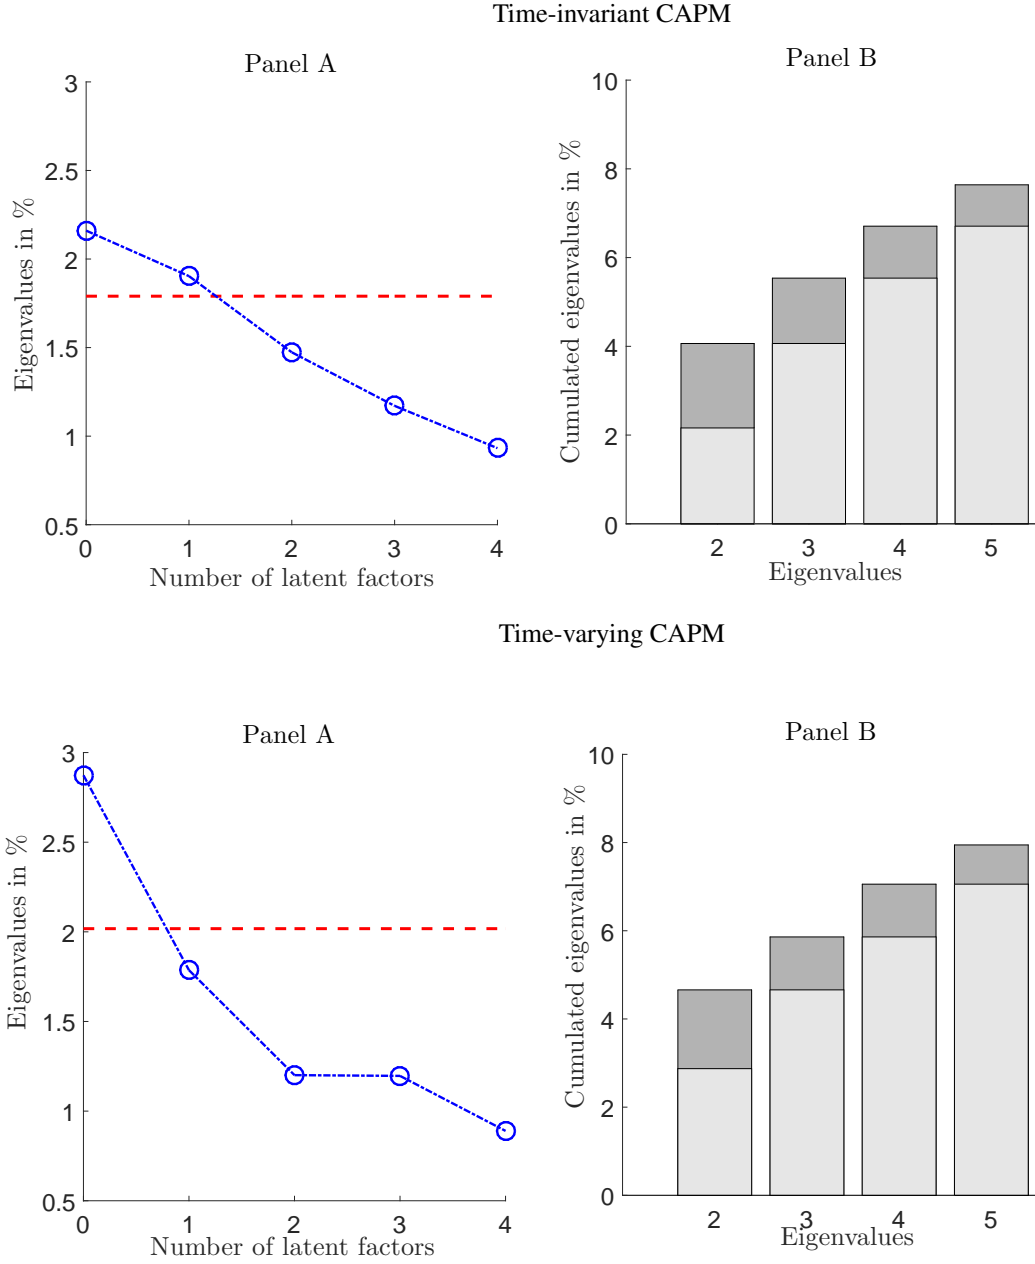 Time-invariant CAPM
Panel A
3
2.5
2
1.5
1
0.5
0 1 2 3 4
Eigenvalues in %
Number of latent factors
Panel B
10
8
6
4
2
0
2 3 4 5
Cumulated eigenvalues in %
Eigenvalues
Time-varying CAPM
Panel A
3
2.5
2
1.5
1
0.5
0 1 2 3 4
Eigenvalues in %
Number of latent factors
Panel B
10
8
6
4
2
0
2 3 4 5
Cumulated eigenvalues in %
Eigenvalues